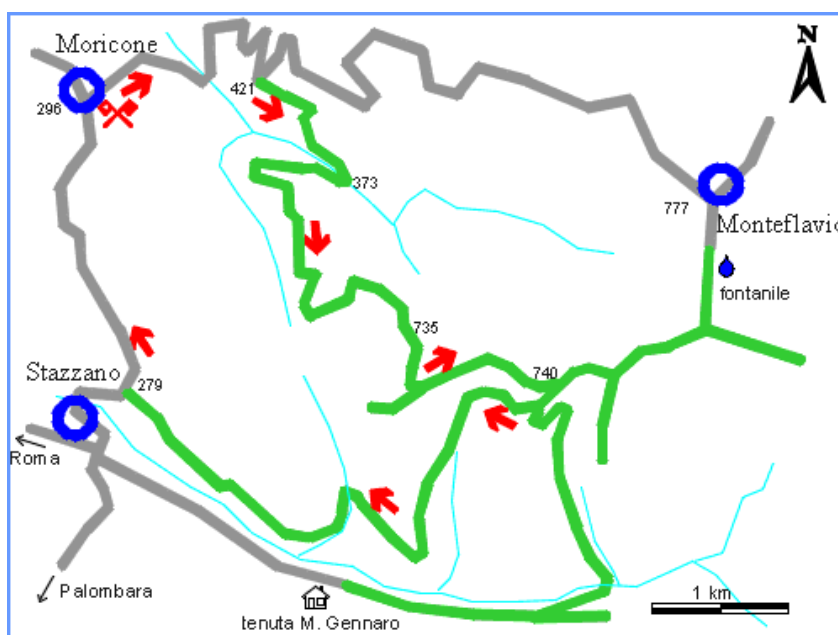 Moricone
N
296
421
373
777
Monteflavio
fontanile
735
Stazzano
740
279
Roma
Palombara
1 km
tenuta M. Gennaro